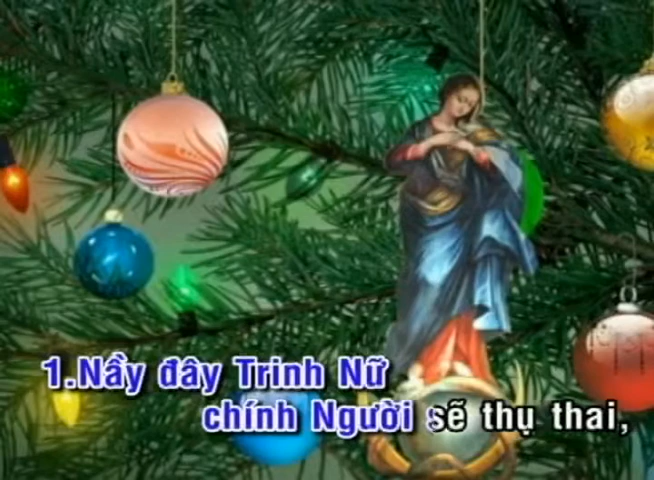 1.Nầy đây Trinh Nữ
chính Người sẽ thụ thai,